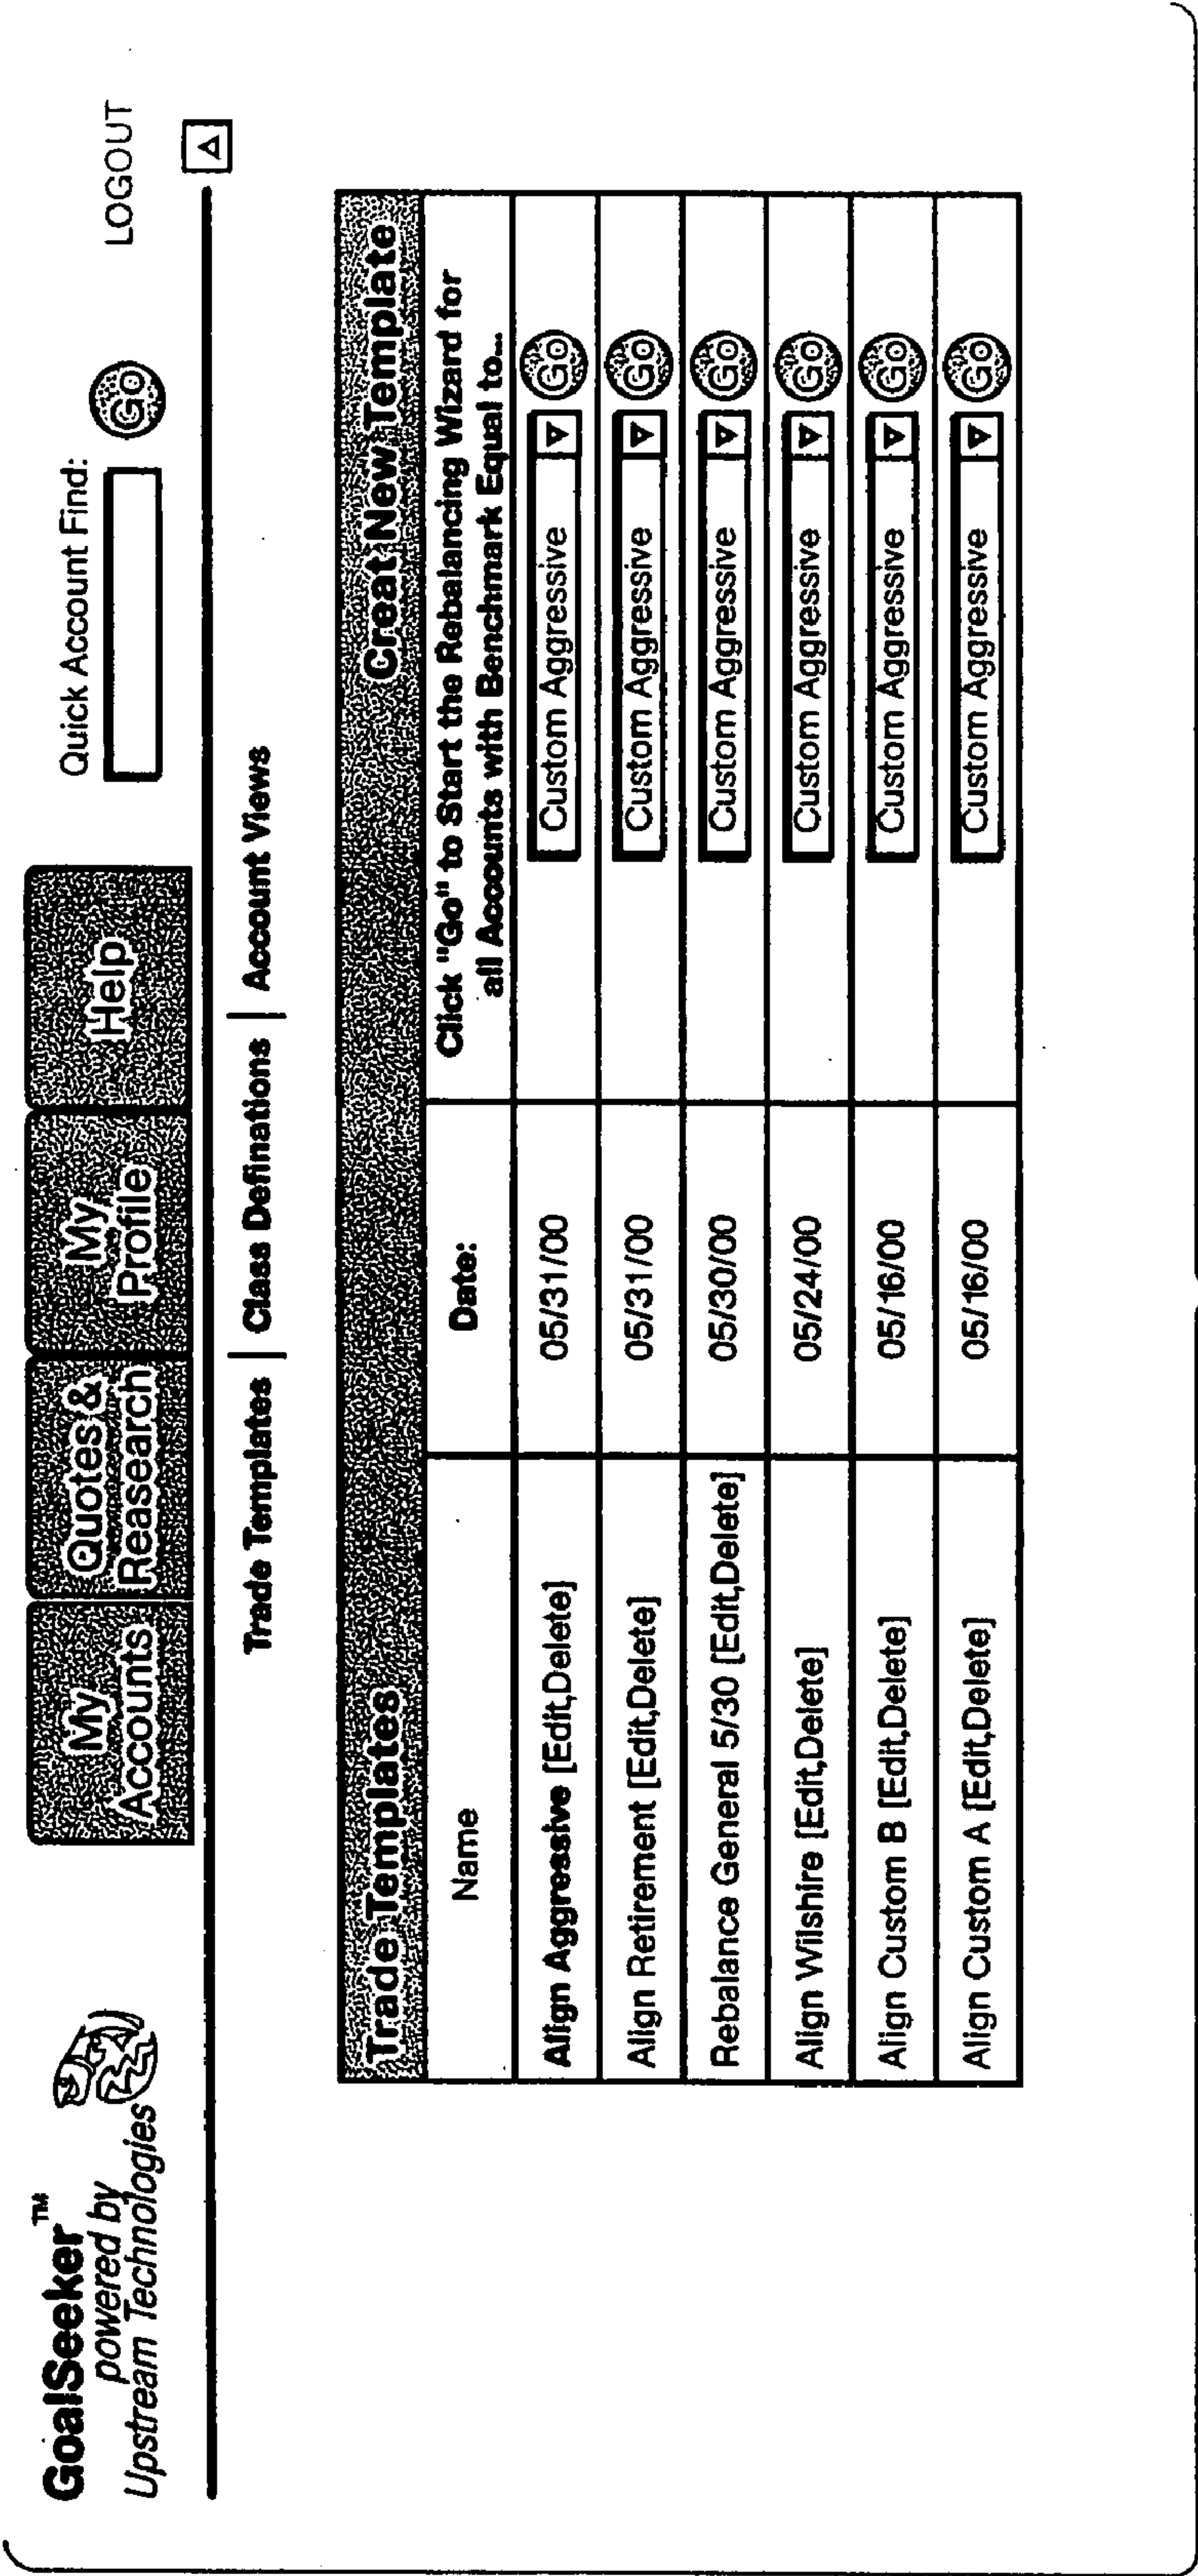 GoalSeeker™
powered by
Upstream Technologies
My
Accounts
Quotes &
Reasearch
My
Profile
Help
Quick Account Find:
Go
LOGOUT
Trade Templates | Class Definations | Account Views
Trade Templates Creat New Template
Name Date: Click "Go" to Start the Rebalancing Wizard for
all Accounts with Benchmark Equal to...
Align Aggressive [Edit,Delete] 05/31/00 Custom Aggressive Go
Align Retirement [Edit,Delete] 05/31/00 Custom Aggressive Go
Rebalance General 5/30 [Edit,Delete] 05/30/00 Custom Aggressive Go
Align Wilshire [Edit,Delete] 05/24/00 Custom Aggressive Go
Align Custom B [Edit,Delete] 05/16/00 Custom Aggressive Go
Align Custom A [Edit,Delete] 05/16/00 Custom Aggressive Go